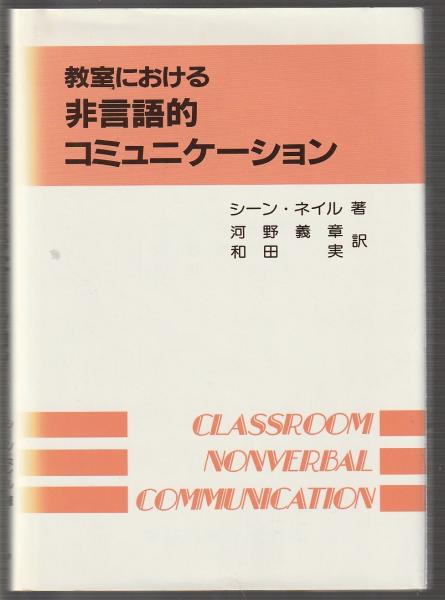 教室における
非言語的
コミュニケーション
シーン・ネイル 著
河野義章
和田実 訳
CLASSROOM
NONVERBAL
COMMUNICATION